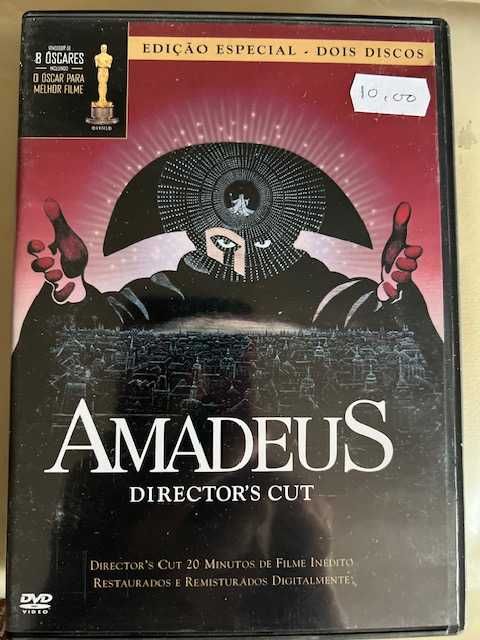 VENCEDOR DE
8 ÓSCARES
INCLUINDO
O ÓSCAR PARA
MELHOR FILME
EDIÇÃO ESPECIAL - DOIS DISCOS
10,00
AMADEUS
DIRECTOR'S CUT
DIRECTOR'S CUT 20 MINUTOS DE FILME INÉDITO
RESTAURADOS E REMISTURADOS DIGITALMENTE
DVD
VIDEO